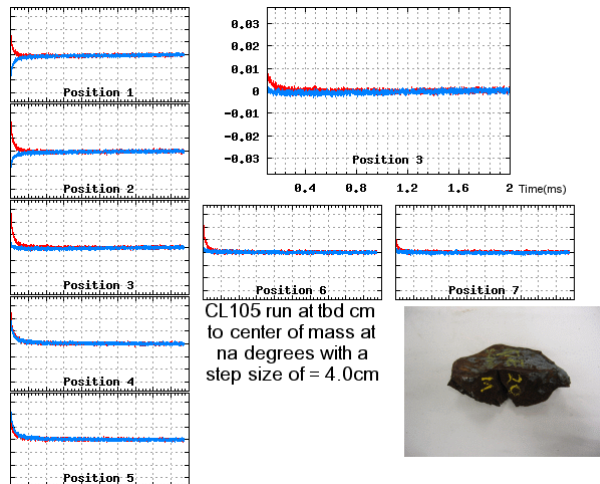 Position 1
Position 2
Position 3
Position 4
Position 5
0.03
0.02
0.01
0
-0.01
-0.02
-0.03
Position 3
0.4 0.8 1.2 1.6 2 Time(ms)
Position 6
Position 7
CL105 run at tbd cm
to center of mass at
na degrees with a
step size of = 4.0cm
20
M